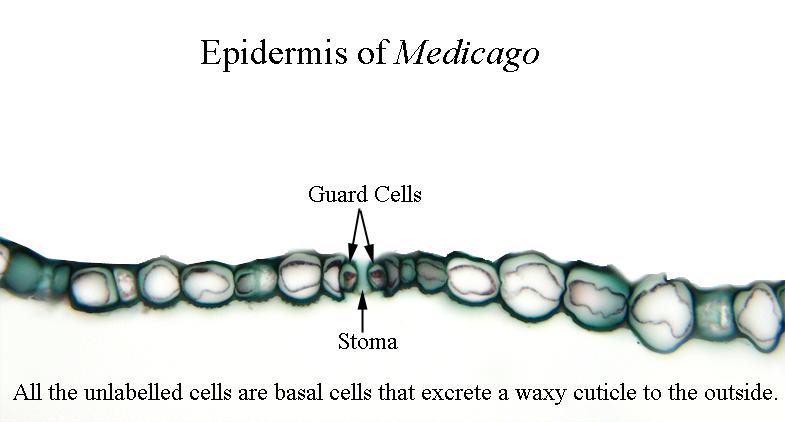 Epidermis of Medicago
Guard Cells
Stoma
All the unlabelled cells are basal cells that excrete a waxy cuticle to the outside.